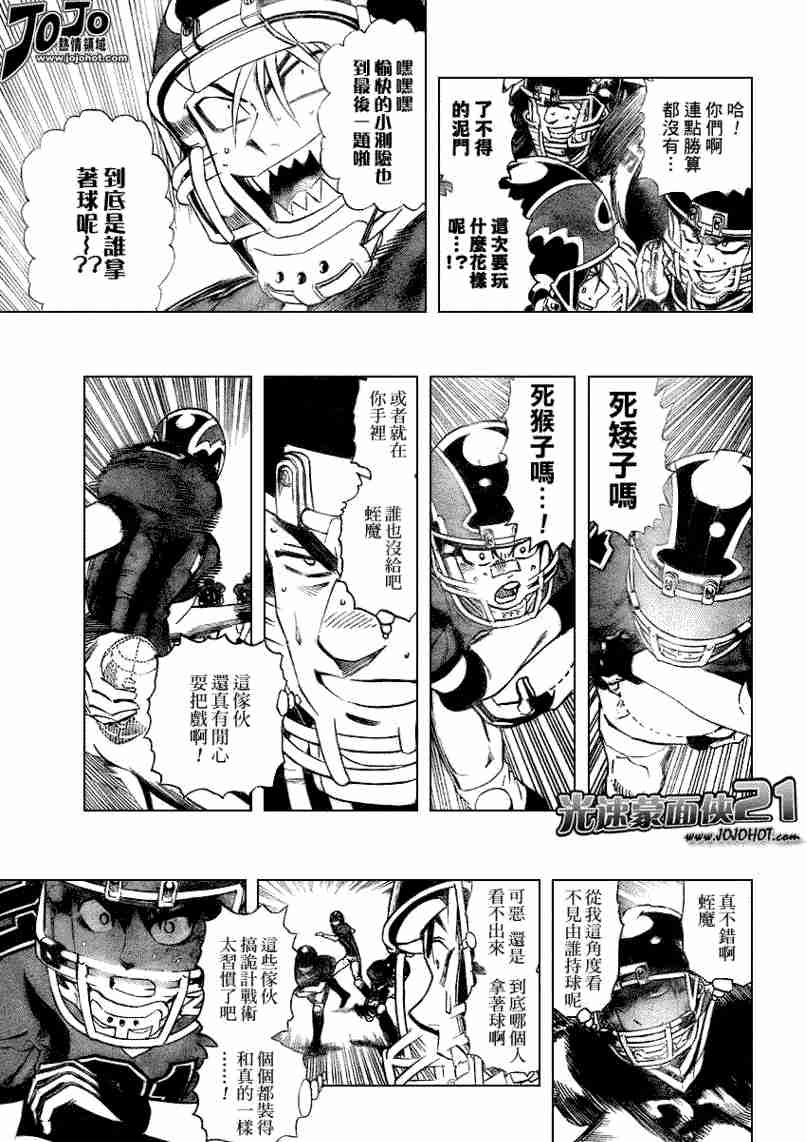 哈！
你們啊
連點勝算
都沒有…
了不得
的泥門
這次要玩
什麼花樣
呢…！？
嘿嘿嘿
愉快的小測驗也
到最後一題啦
到底是誰拿
著球呢～??
JOJO
熱情領域
www.jojohot.com
死矮子嗎
死猴子嗎
…！
或者就在
你手裡
蛭魔
誰也沒給吧
這傢伙
還真有閒心
耍把戲啊！
光速蒙面俠21
www.JOJOHOT.com
真不錯啊
蛭魔
從我這角度看
不見由誰持球呢
可惡 還是
看不出來
到底哪個人
拿著球啊
這些傢伙
搞詭計戰術
太習慣了吧
個個都裝得
和真的一樣
……！